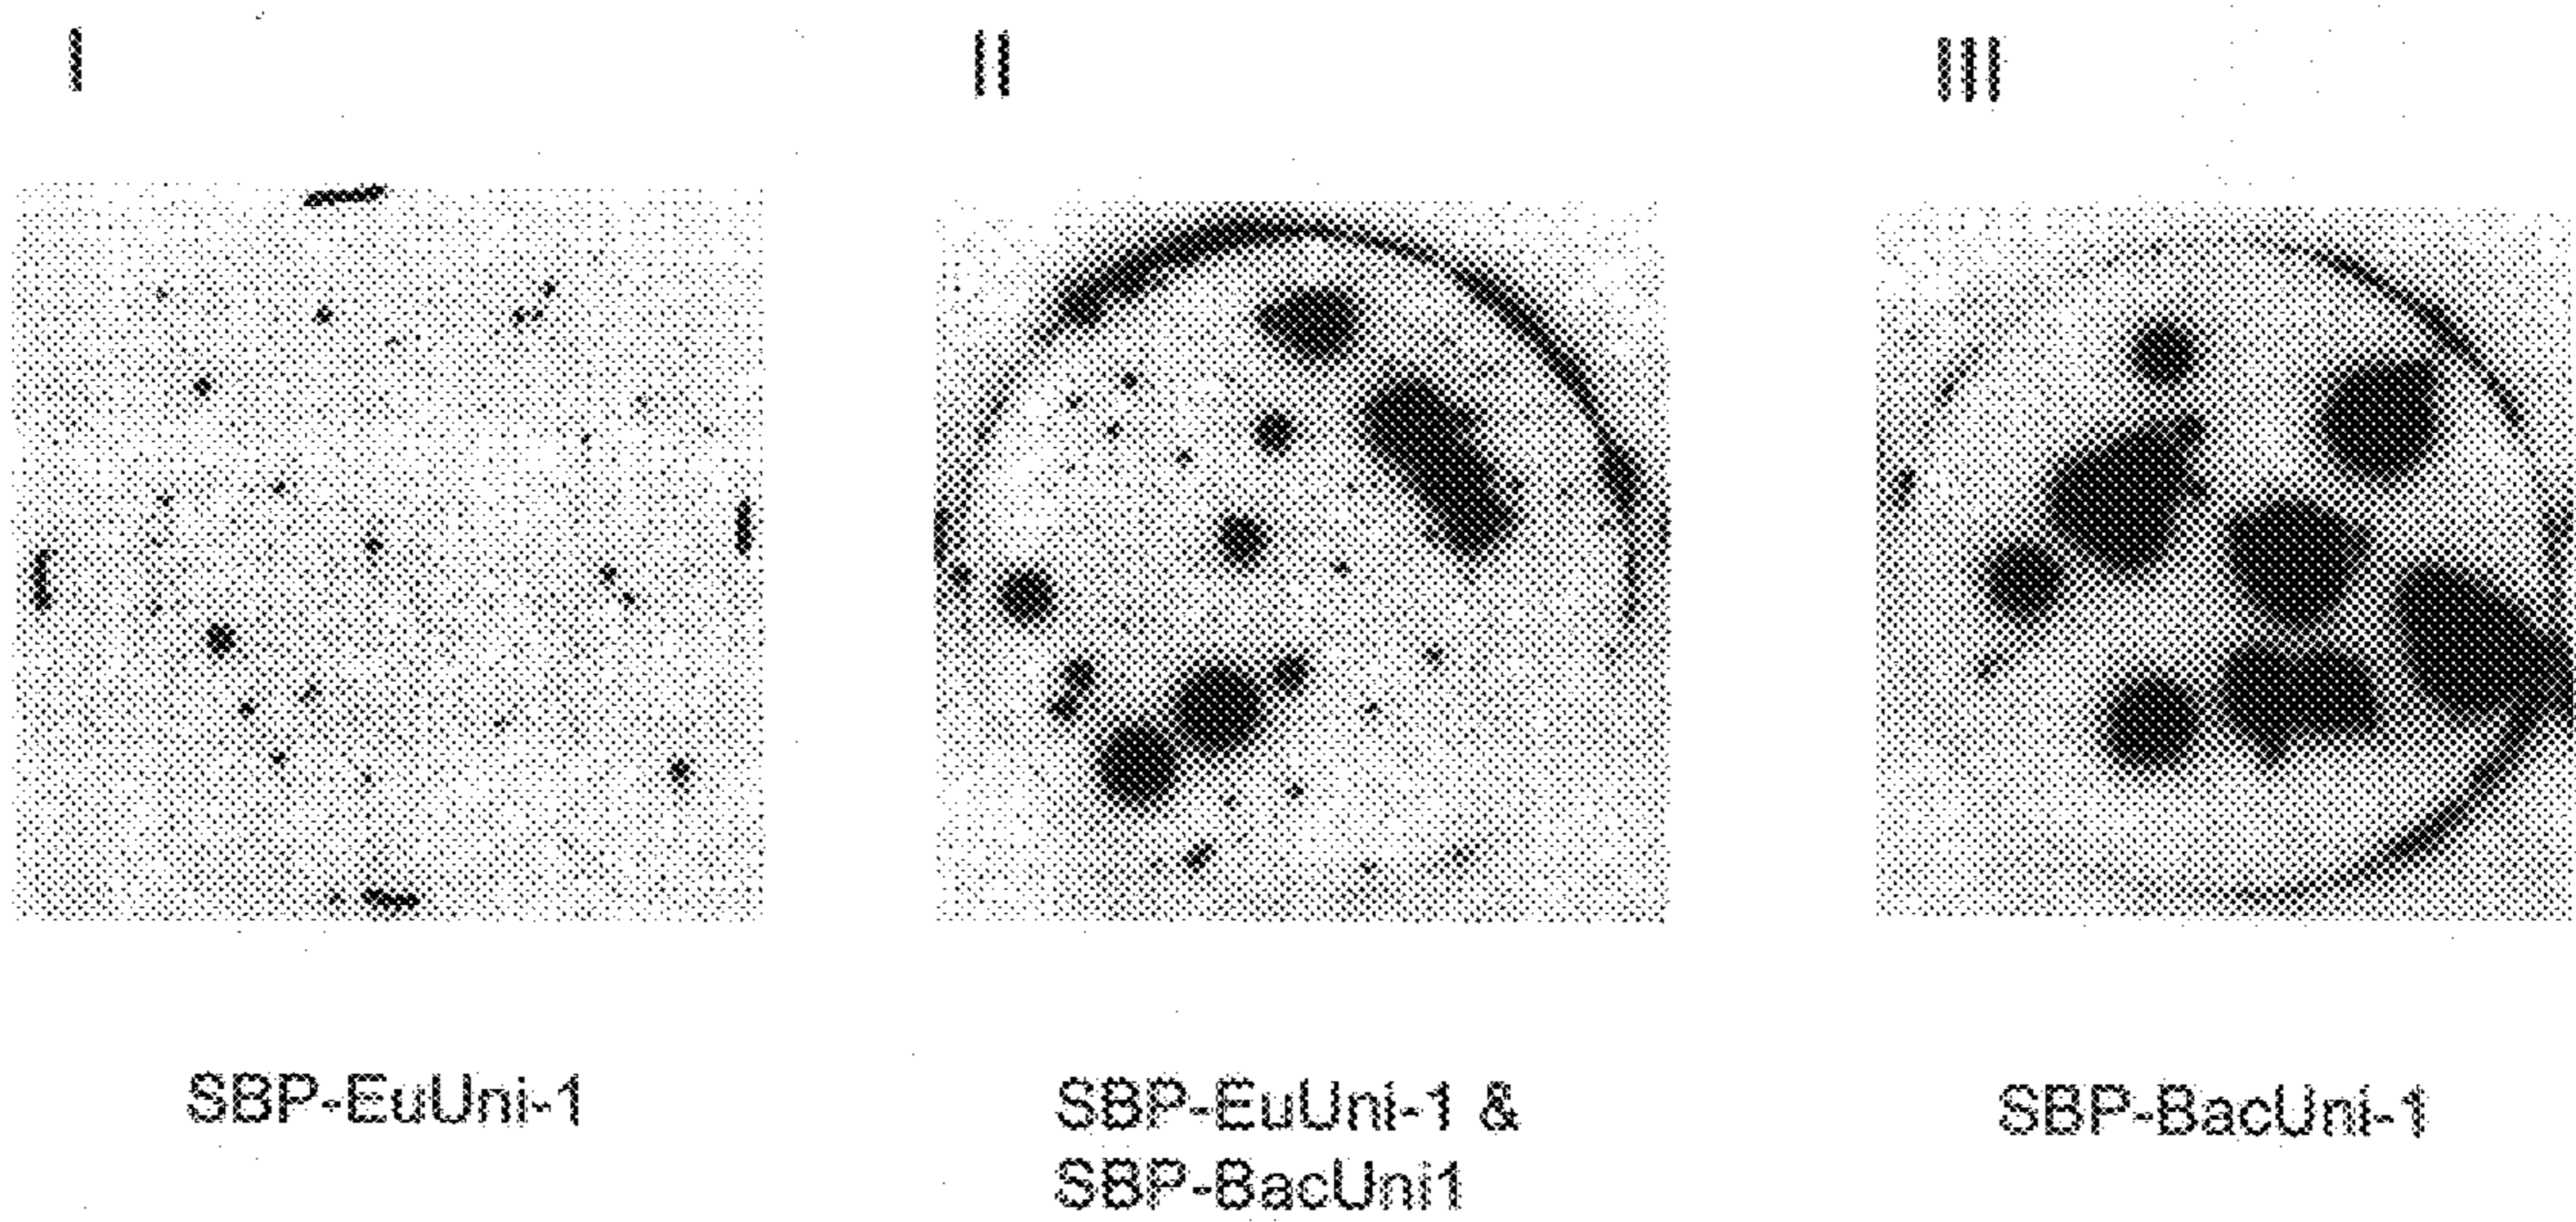 I
II
III
SBP-EuUni-1
SBP-EuUni-1 &
SBP-BacUni1
SBP-BacUni-1